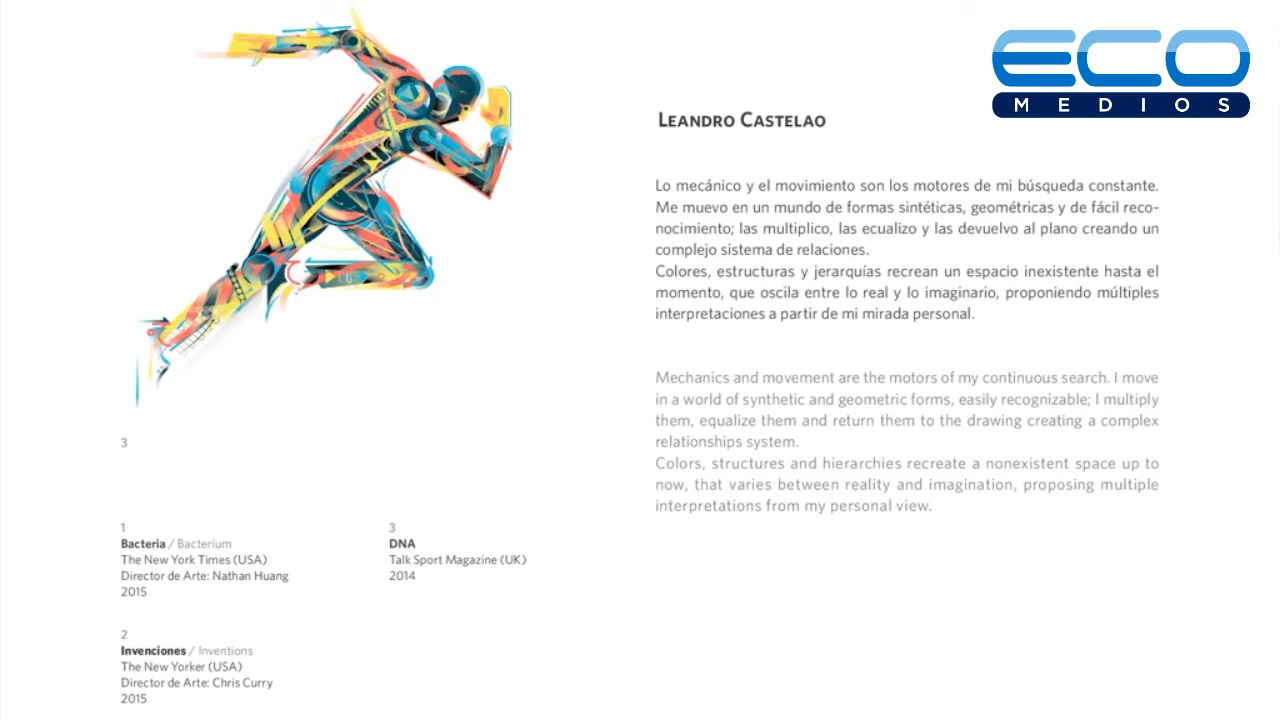 ECO
MEDIOS
LEANDRO CASTELAO
Lo mecánico y el movimiento son los motores de mi búsqueda constante.
Me muevo en un mundo de formas sintéticas, geométricas y de fácil reco-
nocimiento; las multiplico, las ecualizo y las devuelvo al plano creando un
complejo sistema de relaciones.
Colores, estructuras y jerarquías recrean un espacio inexistente hasta el
momento, que oscila entre lo real y lo imaginario, proponiendo múltiples
interpretaciones a partir de mi mirada personal.
Mechanics and movement are the motors of my continuous search. I move
in a world of synthetic and geometric forms, easily recognizable; I multiply
them, equalize them and return them to the drawing creating a complex
relationships system.
Colors, structures and hierarchies recreate a nonexistent space up to
now, that varies between reality and imagination, proposing multiple
interpretations from my personal view.
3
1
Bacteria / Bacterium
The New York Times (USA)
Director de Arte: Nathan Huang
2015
2
Invenciones / Inventions
The New Yorker (USA)
Director de Arte: Chris Curry
2015
3
DNA
Talk Sport Magazine (UK)
2014